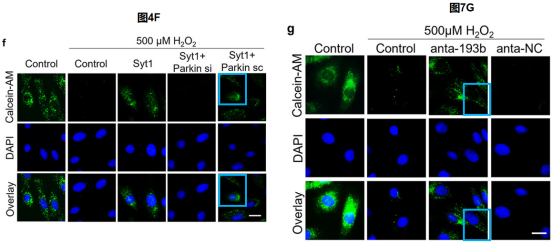 图4F
f
500 μM H₂O₂
Control Control Syt1 Syt1+ Parkin si Syt1+ Parkin sc
Calcein-AM
DAPI
Overlay
图7G
g
500μM H₂O₂
Control Control anta-193b anta-NC
Calcein-AM
DAPI
Overlay